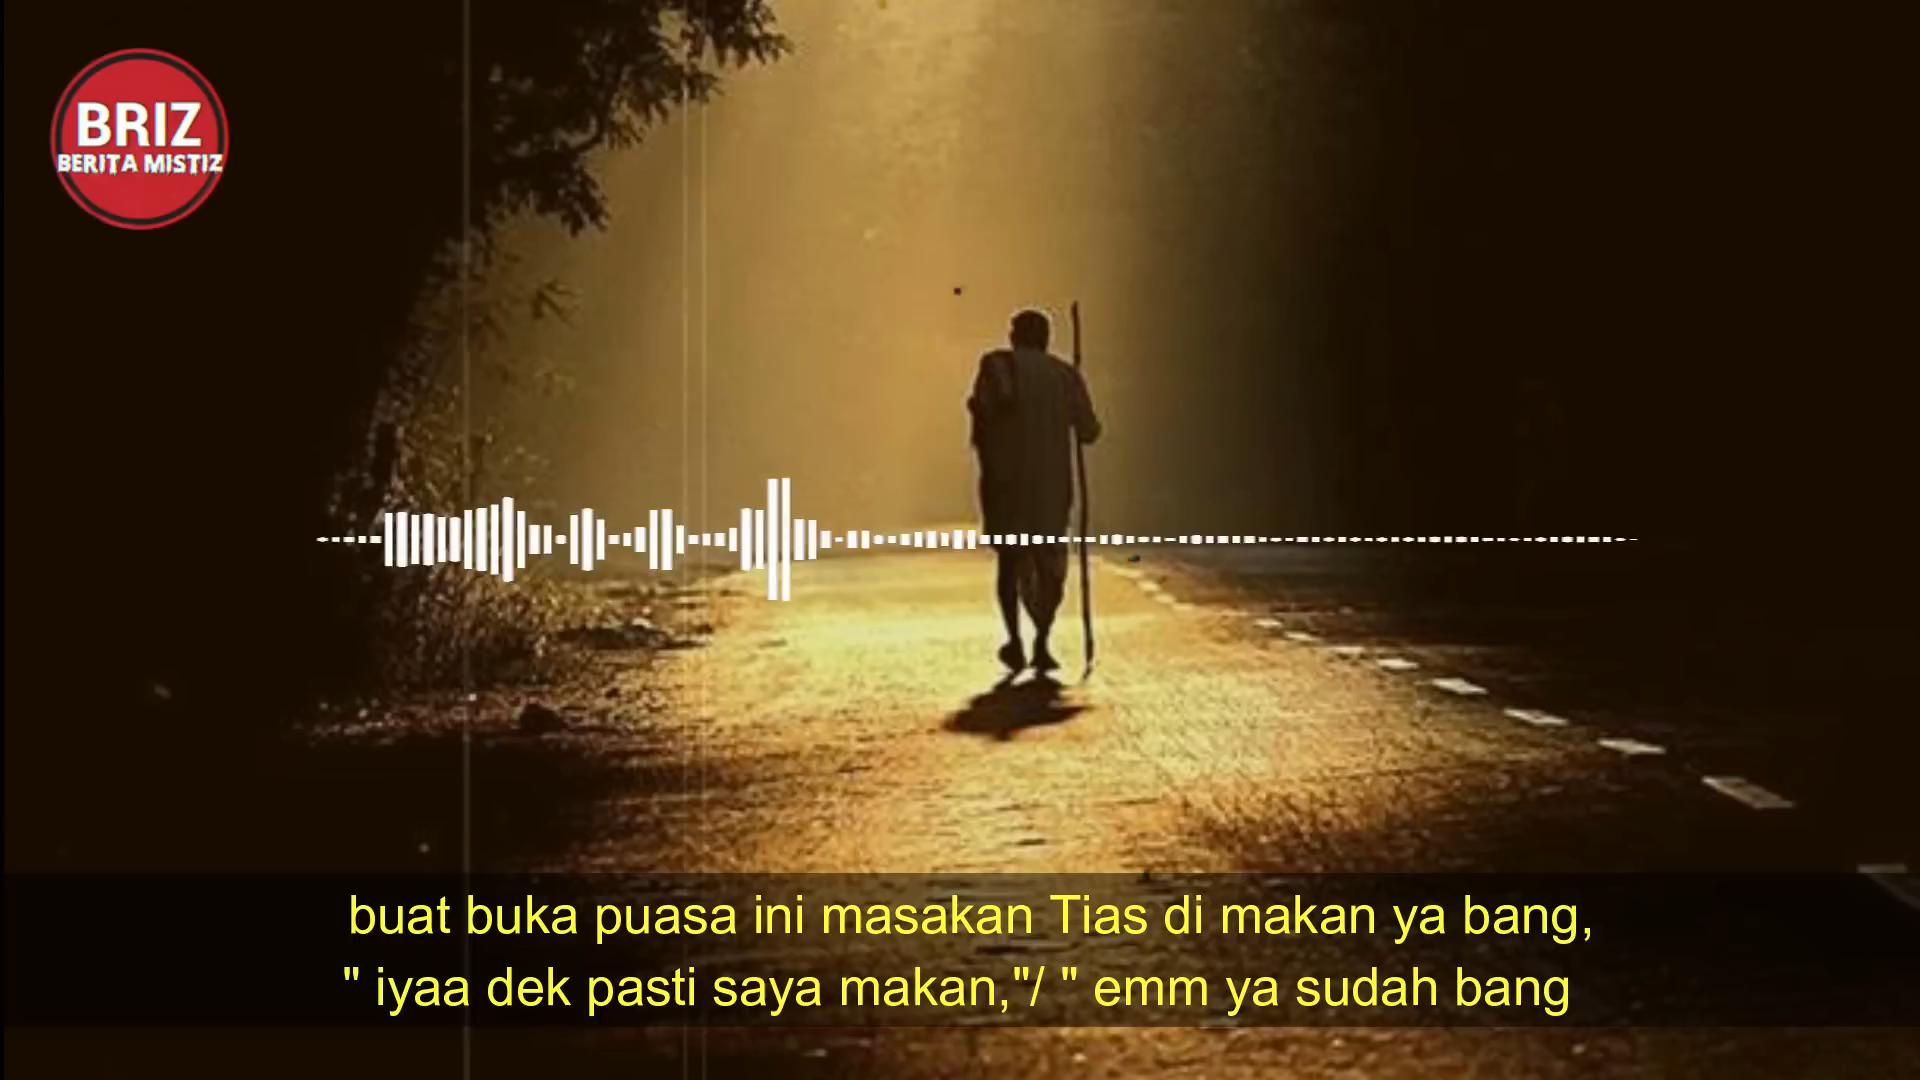 BRIZ
BERITA MISTIZ
buat buka puasa ini masakan Tias di makan ya bang,
" iyaa dek pasti saya makan,"/ " emm ya sudah bang